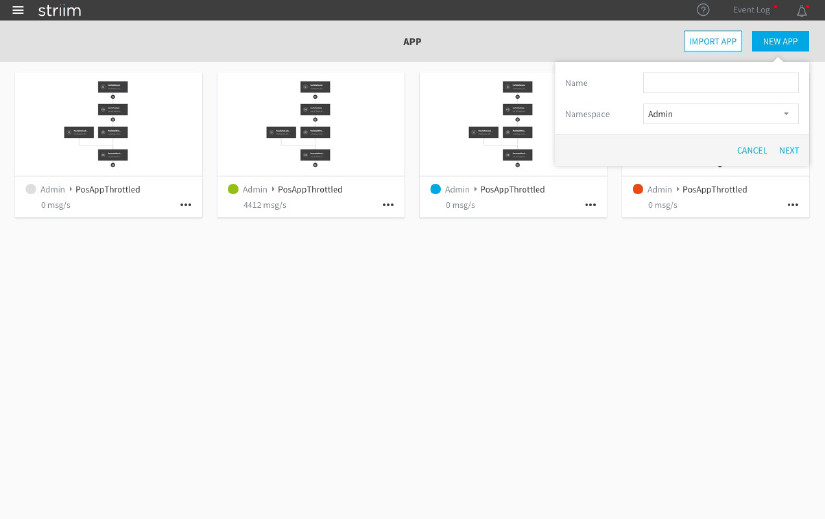 striim
Event Log
APP
IMPORT APP
NEW APP
Name
Namespace
Admin
CANCEL
NEXT
Admin PosAppThrottled
0 msg/s
Admin PosAppThrottled
4412 msg/s
Admin PosAppThrottled
0 msg/s
Admin PosAppThrottled
0 msg/s